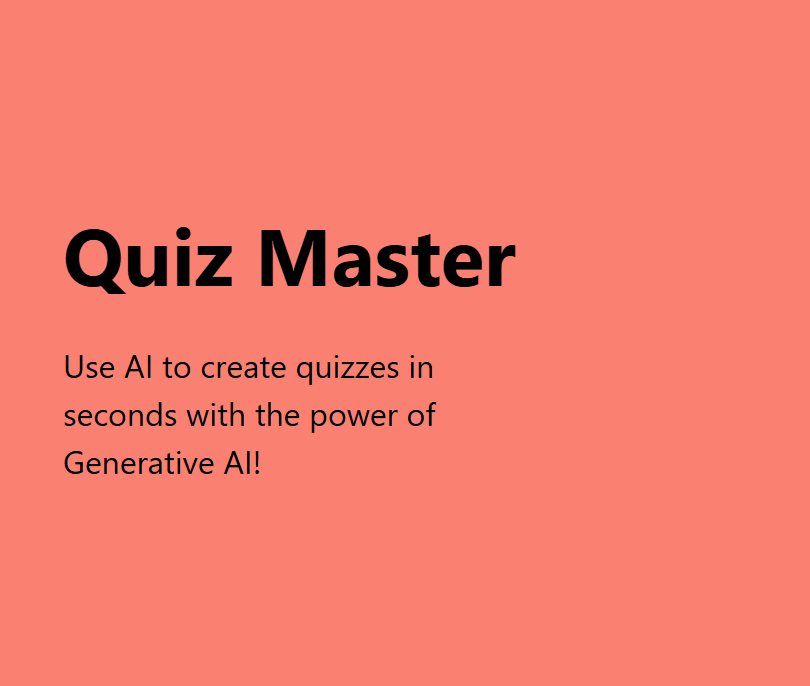 Quiz Master
Use AI to create quizzes in
seconds with the power of
Generative AI!